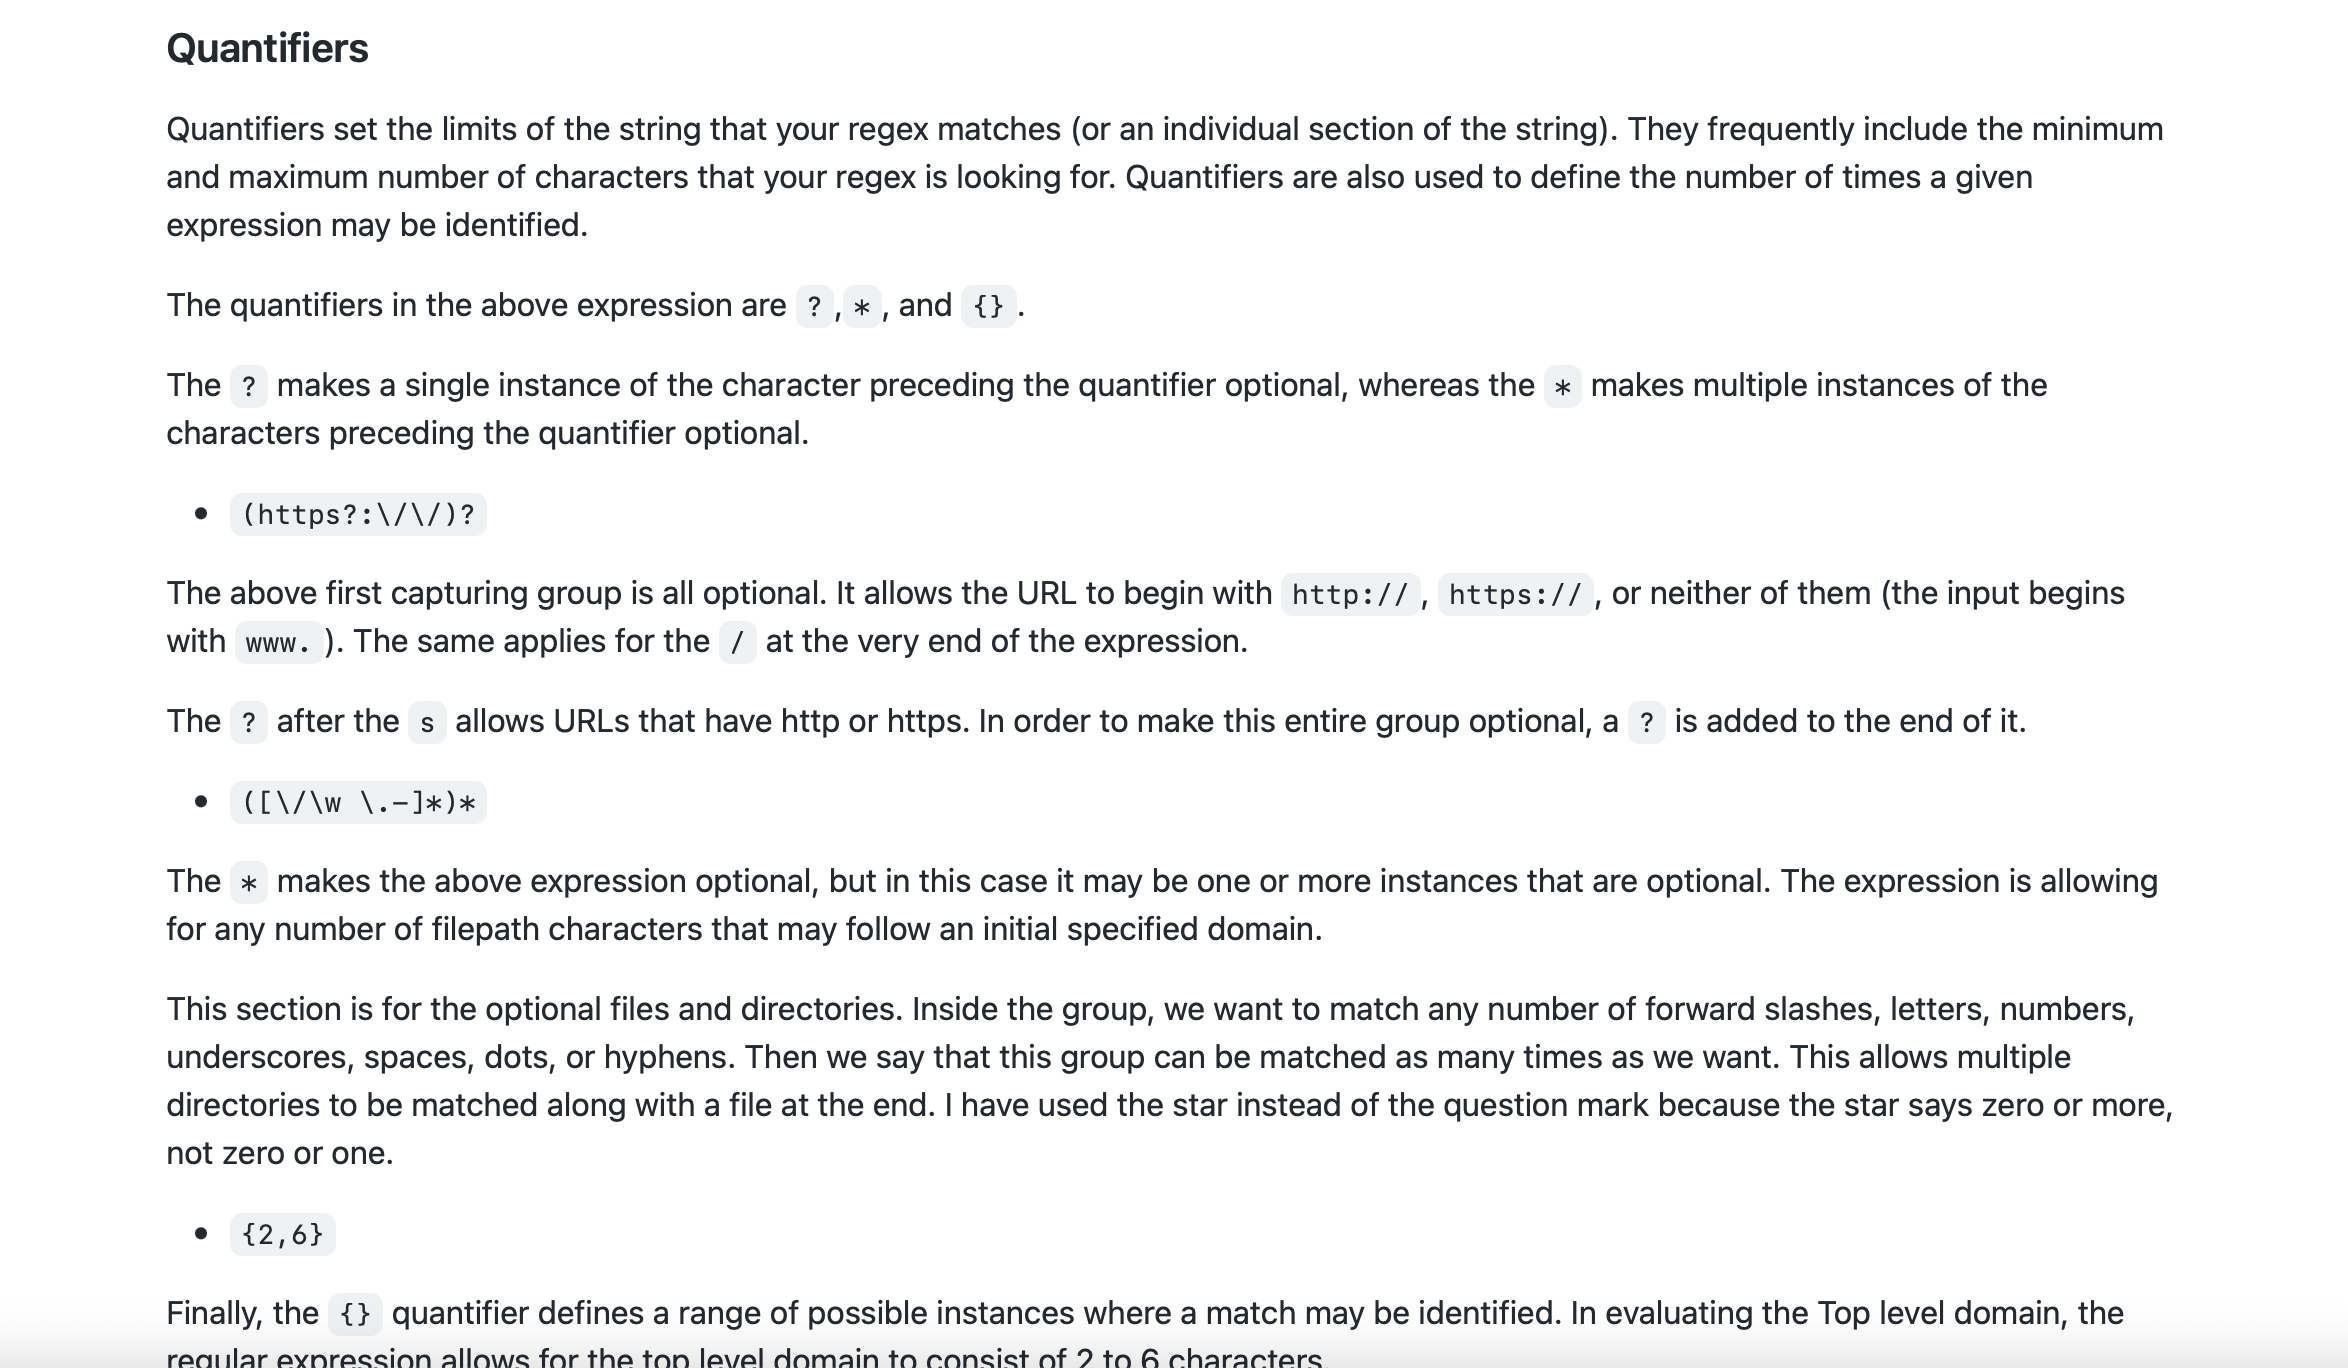 Quantifiers
Quantifiers set the limits of the string that your regex matches (or an individual section of the string). They frequently include the minimum
and maximum number of characters that your regex is looking for. Quantifiers are also used to define the number of times a given
expression may be identified.
The quantifiers in the above expression are ?,*, and {}.
The ? makes a single instance of the character preceding the quantifier optional, whereas the * makes multiple instances of the
characters preceding the quantifier optional.
• (https?:\/\/)?
The above first capturing group is all optional. It allows the URL to begin with http://, https://, or neither of them (the input begins
with www.). The same applies for the / at the very end of the expression.
The ? after the s allows URLs that have http or https. In order to make this entire group optional, a ? is added to the end of it.
• ([\/\w \.-]*)*
The * makes the above expression optional, but in this case it may be one or more instances that are optional. The expression is allowing
for any number of filepath characters that may follow an initial specified domain.
This section is for the optional files and directories. Inside the group, we want to match any number of forward slashes, letters, numbers,
underscores, spaces, dots, or hyphens. Then we say that this group can be matched as many times as we want. This allows multiple
directories to be matched along with a file at the end. I have used the star instead of the question mark because the star says zero or more,
not zero or one.
• {2,6}
Finally, the {} quantifier defines a range of possible instances where a match may be identified. In evaluating the Top level domain, the
regular expression allows for the top level domain to consist of 2 to 6 characters.